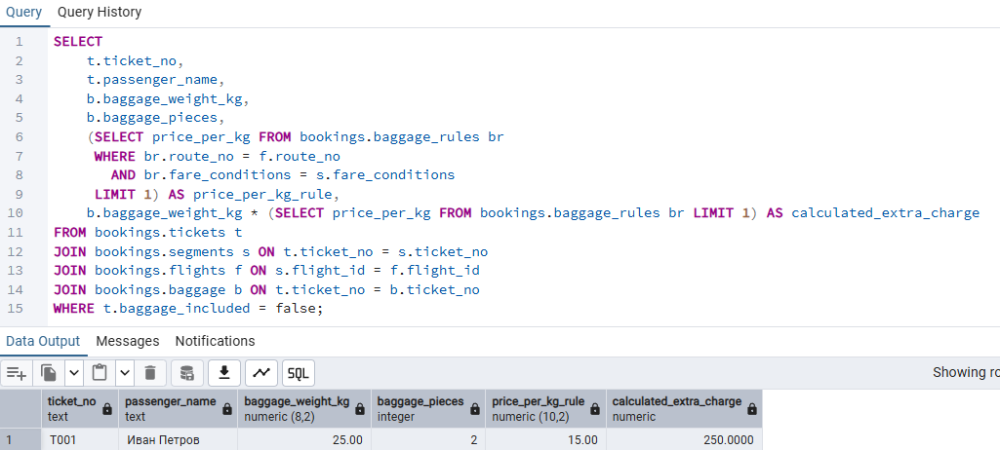 Query Query History
1 SELECT
2 t.ticket_no,
3 t.passenger_name,
4 b.baggage_weight_kg,
5 b.baggage_pieces,
6 (SELECT price_per_kg FROM bookings.baggage_rules br
7 WHERE br.route_no = f.route_no
8 AND br.fare_conditions = s.fare_conditions
9 LIMIT 1) AS price_per_kg_rule,
10 b.baggage_weight_kg * (SELECT price_per_kg FROM bookings.baggage_rules br LIMIT 1) AS calculated_extra_charge
11 FROM bookings.tickets t
12 JOIN bookings.segments s ON t.ticket_no = s.ticket_no
13 JOIN bookings.flights f ON s.flight_id = f.flight_id
14 JOIN bookings.baggage b ON t.ticket_no = b.ticket_no
15 WHERE t.baggage_included = false;
Data Output Messages Notifications
SQL Showing ro
ticket_no passenger_name baggage_weight_kg baggage_pieces price_per_kg_rule calculated_extra_charge
text text numeric (8,2) integer numeric (10,2) numeric
1 T001 Иван Петров 25.00 2 15.00 250.0000